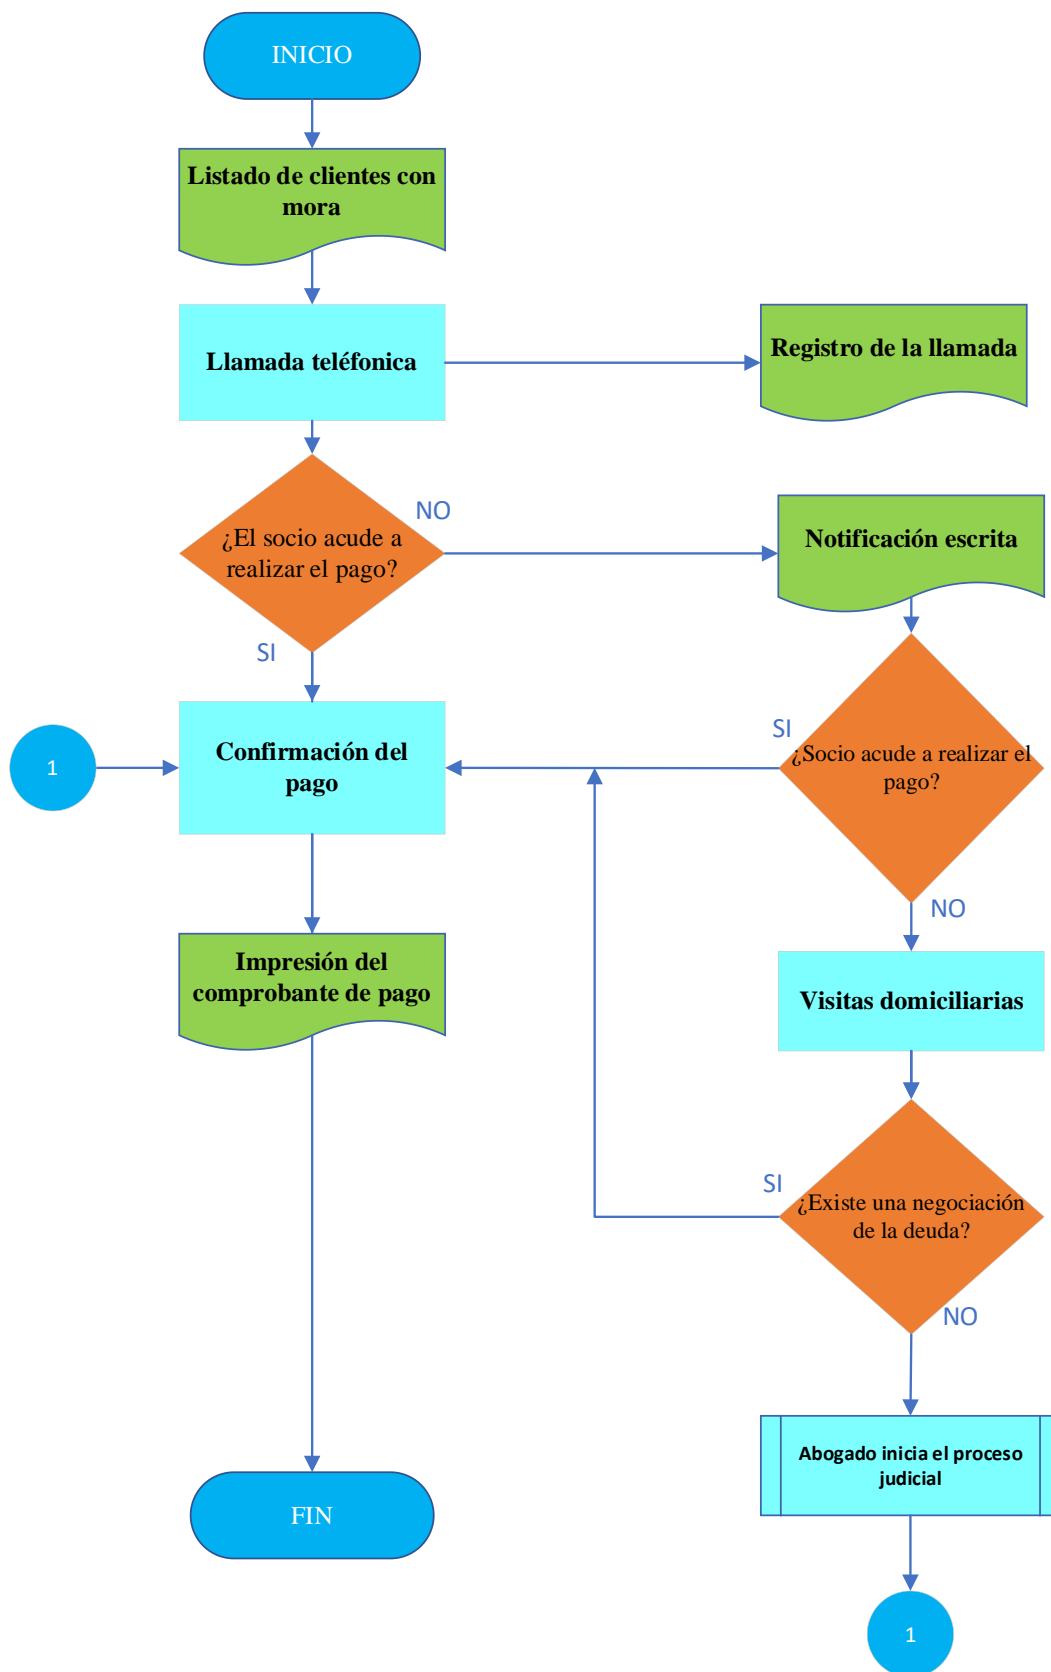 INICIO
Listado de clientes con
mora
Llamada teléfonica
Registro de la llamada
¿El socio acude a
realizar el pago?
NO
Notificación escrita
SI
1
Confirmación del
pago
SI
¿Socio acude a realizar el
pago?
NO
Impresión del
comprobante de pago
Visitas domiciliarias
SI
¿Existe una negociación
de la deuda?
NO
Abogado inicia el proceso
judicial
FIN
1